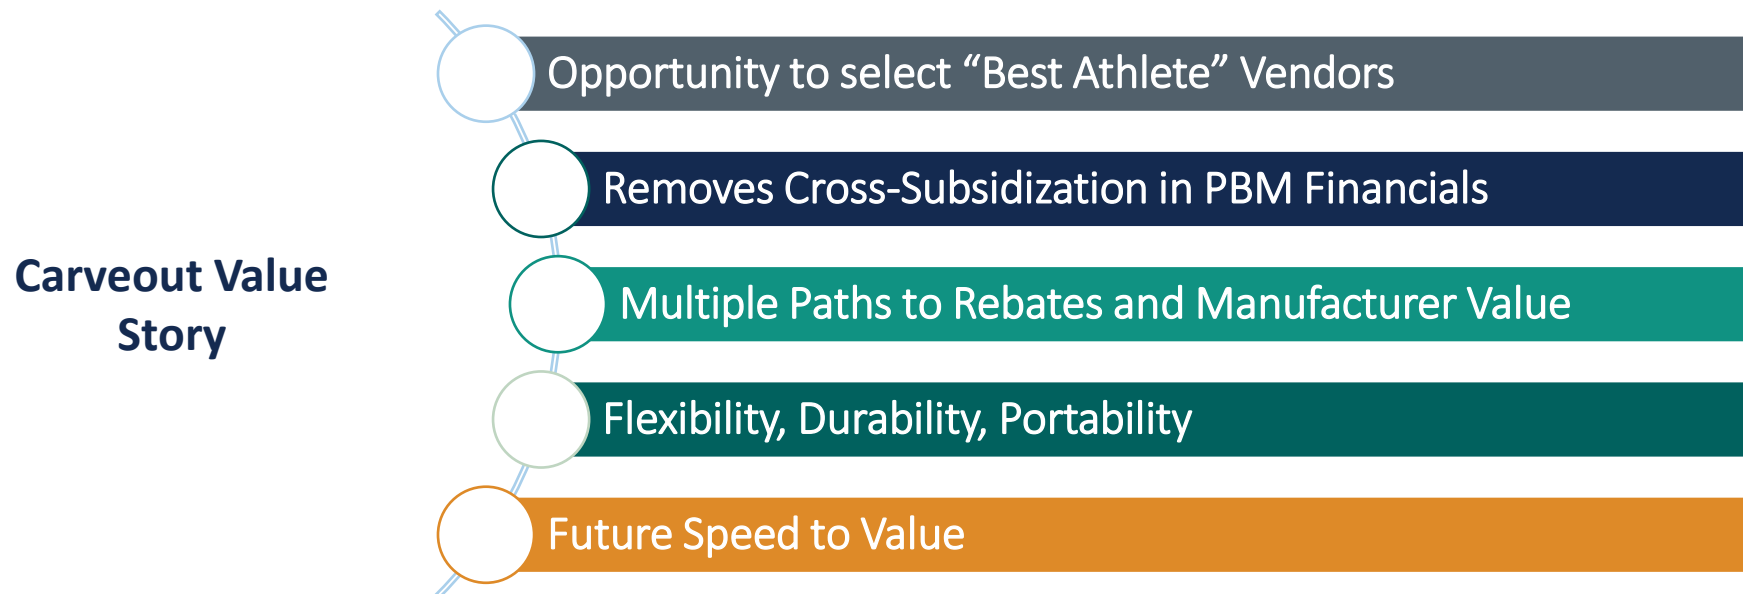 Carveout Value
Story
Opportunity to select “Best Athlete” Vendors
Removes Cross-Subsidization in PBM Financials
Multiple Paths to Rebates and Manufacturer Value
Flexibility, Durability, Portability
Future Speed to Value